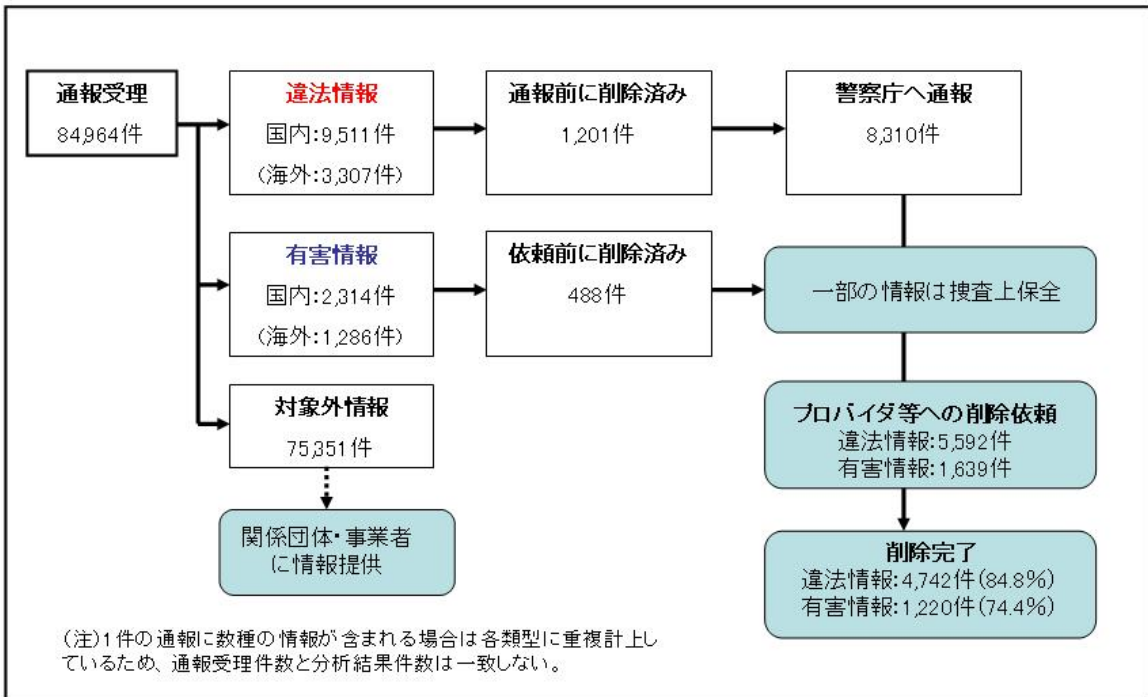 通報受理
84,964件
違法情報
国内:9,511件
(海外:3,307件)
通報前に削除済み
1,201件
警察庁へ通報
8,310件
有害情報
国内:2,314件
(海外:1,286件)
依頼前に削除済み
488件
一部の情報は捜査上保全
対象外情報
75,351件
プロバイダ等への削除依頼
違法情報:5,592件
有害情報:1,639件
関係団体・事業者
に情報提供
削除完了
違法情報:4,742件(84.8%)
有害情報:1,220件(74.4%)
(注)1件の通報に数種の情報が含まれる場合は各類型に重複計上し
ているため、通報受理件数と分析結果件数は一致しない。